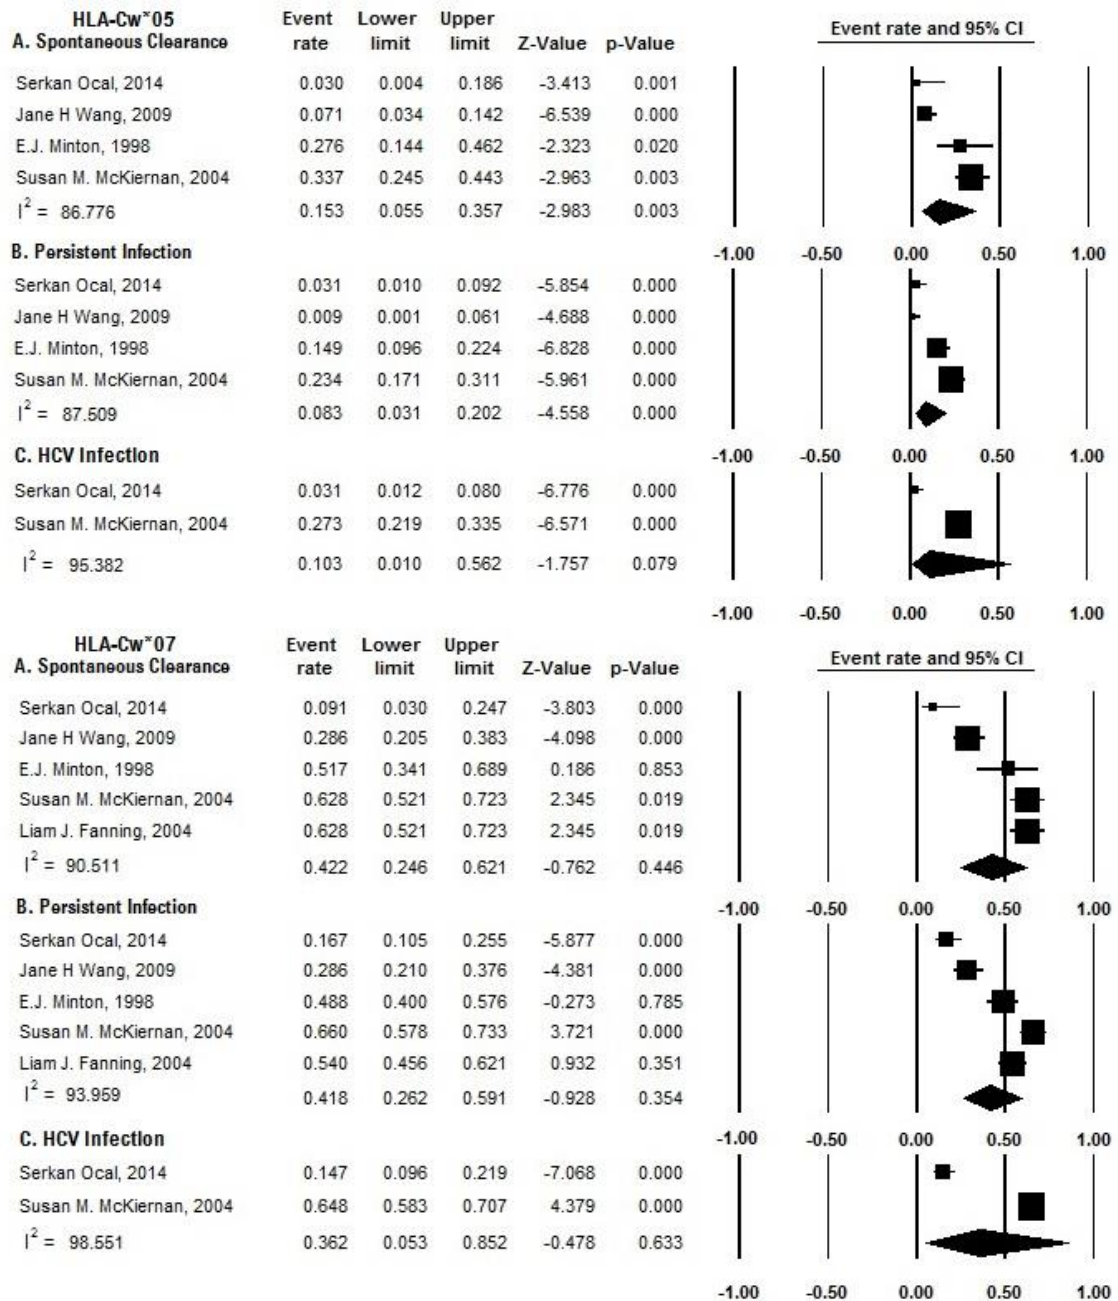 HLA-Cw*05 Event Lower Upper
A. Spontaneous Clearance rate limit limit Z-Value p-Value Event rate and 95% CI
Serkan Ocal, 2014 0.030 0.004 0.186 -3.413 0.001
Jane H Wang, 2009 0.071 0.034 0.142 -6.539 0.000
E.J. Minton, 1998 0.276 0.144 0.462 -2.323 0.020
Susan M. McKiernan, 2004 0.337 0.245 0.443 -2.963 0.003
I² = 86.776 0.153 0.055 0.357 -2.983 0.003
B. Persistent Infection -1.00 -0.50 0.00 0.50 1.00
Serkan Ocal, 2014 0.031 0.010 0.092 -5.854 0.000
Jane H Wang, 2009 0.009 0.001 0.061 -4.688 0.000
E.J. Minton, 1998 0.149 0.096 0.224 -6.828 0.000
Susan M. McKiernan, 2004 0.234 0.171 0.311 -5.961 0.000
I² = 87.509 0.083 0.031 0.202 -4.558 0.000
C. HCV Infection -1.00 -0.50 0.00 0.50 1.00
Serkan Ocal, 2014 0.031 0.012 0.080 -6.776 0.000
Susan M. McKiernan, 2004 0.273 0.219 0.335 -6.571 0.000
I² = 95.382 0.103 0.010 0.562 -1.757 0.079
-1.00 -0.50 0.00 0.50 1.00
HLA-Cw*07 Event Lower Upper
A. Spontaneous Clearance rate limit limit Z-Value p-Value Event rate and 95% CI
Serkan Ocal, 2014 0.091 0.030 0.247 -3.803 0.000
Jane H Wang, 2009 0.286 0.205 0.383 -4.098 0.000
E.J. Minton, 1998 0.517 0.341 0.689 0.186 0.853
Susan M. McKiernan, 2004 0.628 0.521 0.723 2.345 0.019
Liam J. Fanning, 2004 0.628 0.521 0.723 2.345 0.019
I² = 90.511 0.422 0.246 0.621 -0.762 0.446
B. Persistent Infection -1.00 -0.50 0.00 0.50 1.00
Serkan Ocal, 2014 0.167 0.105 0.255 -5.877 0.000
Jane H Wang, 2009 0.286 0.210 0.376 -4.381 0.000
E.J. Minton, 1998 0.488 0.400 0.576 -0.273 0.785
Susan M. McKiernan, 2004 0.660 0.578 0.733 3.721 0.000
Liam J. Fanning, 2004 0.540 0.456 0.621 0.932 0.351
I² = 93.959 0.418 0.262 0.591 -0.928 0.354
C. HCV Infection -1.00 -0.50 0.00 0.50 1.00
Serkan Ocal, 2014 0.147 0.096 0.219 -7.068 0.000
Susan M. McKiernan, 2004 0.648 0.583 0.707 4.379 0.000
I² = 98.551 0.362 0.053 0.852 -0.478 0.633
-1.00 -0.50 0.00 0.50 1.00